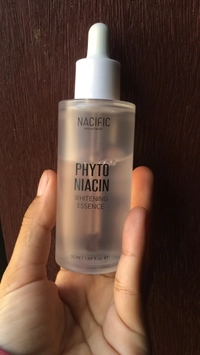 NACIFIC
PHYTO
NIACIN
WHITENING
ESSENCE